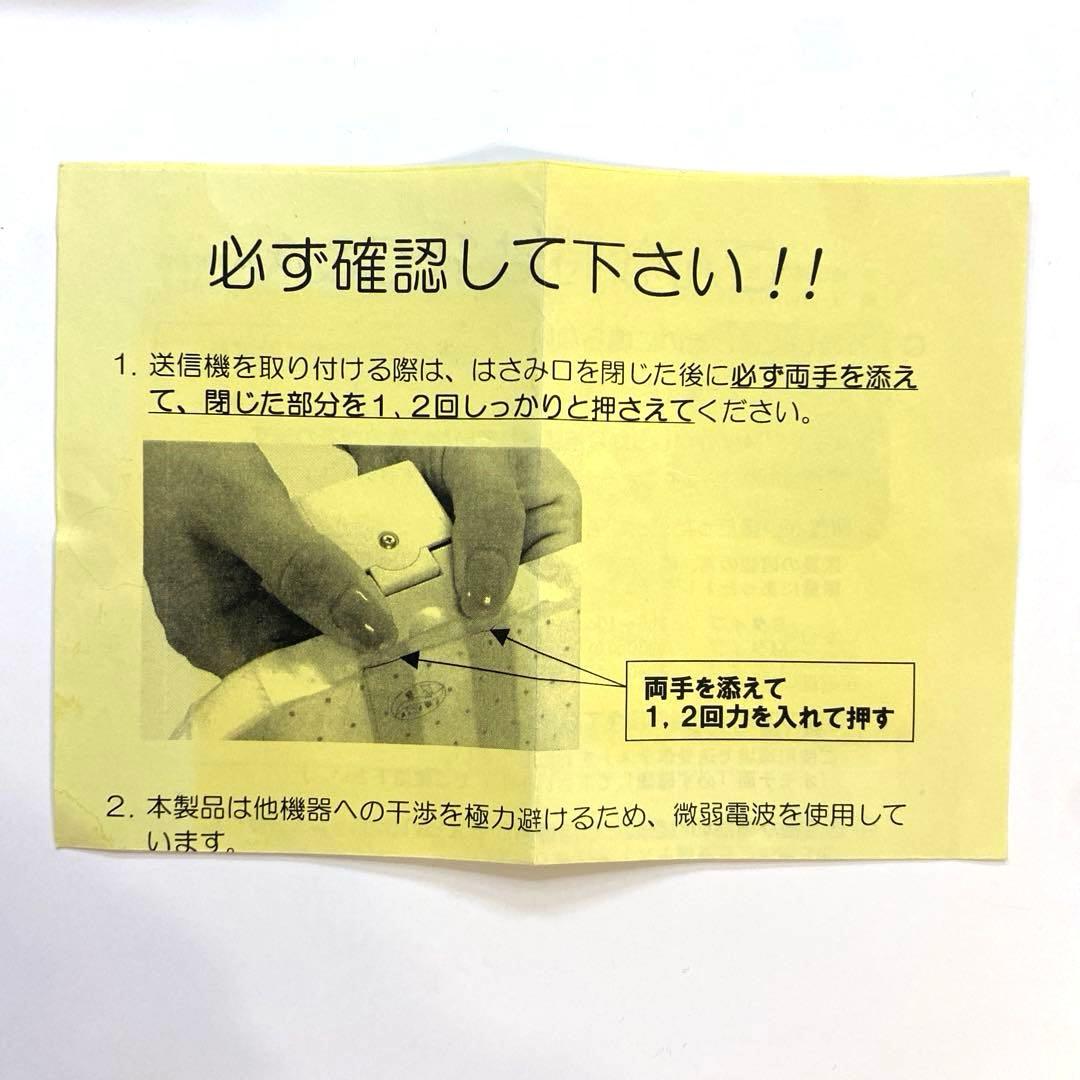 必ず確認して下さい!!
1. 送信機を取り付ける際は、はさみ口を閉じた後に必ず両手を添え
て、閉じた部分を1,2回しっかりと押さえてください。
両手を添えて
1,2回力を入れて押す
2. 本製品は他機器への干渉を極力避けるため、微弱電波を使用して
います。